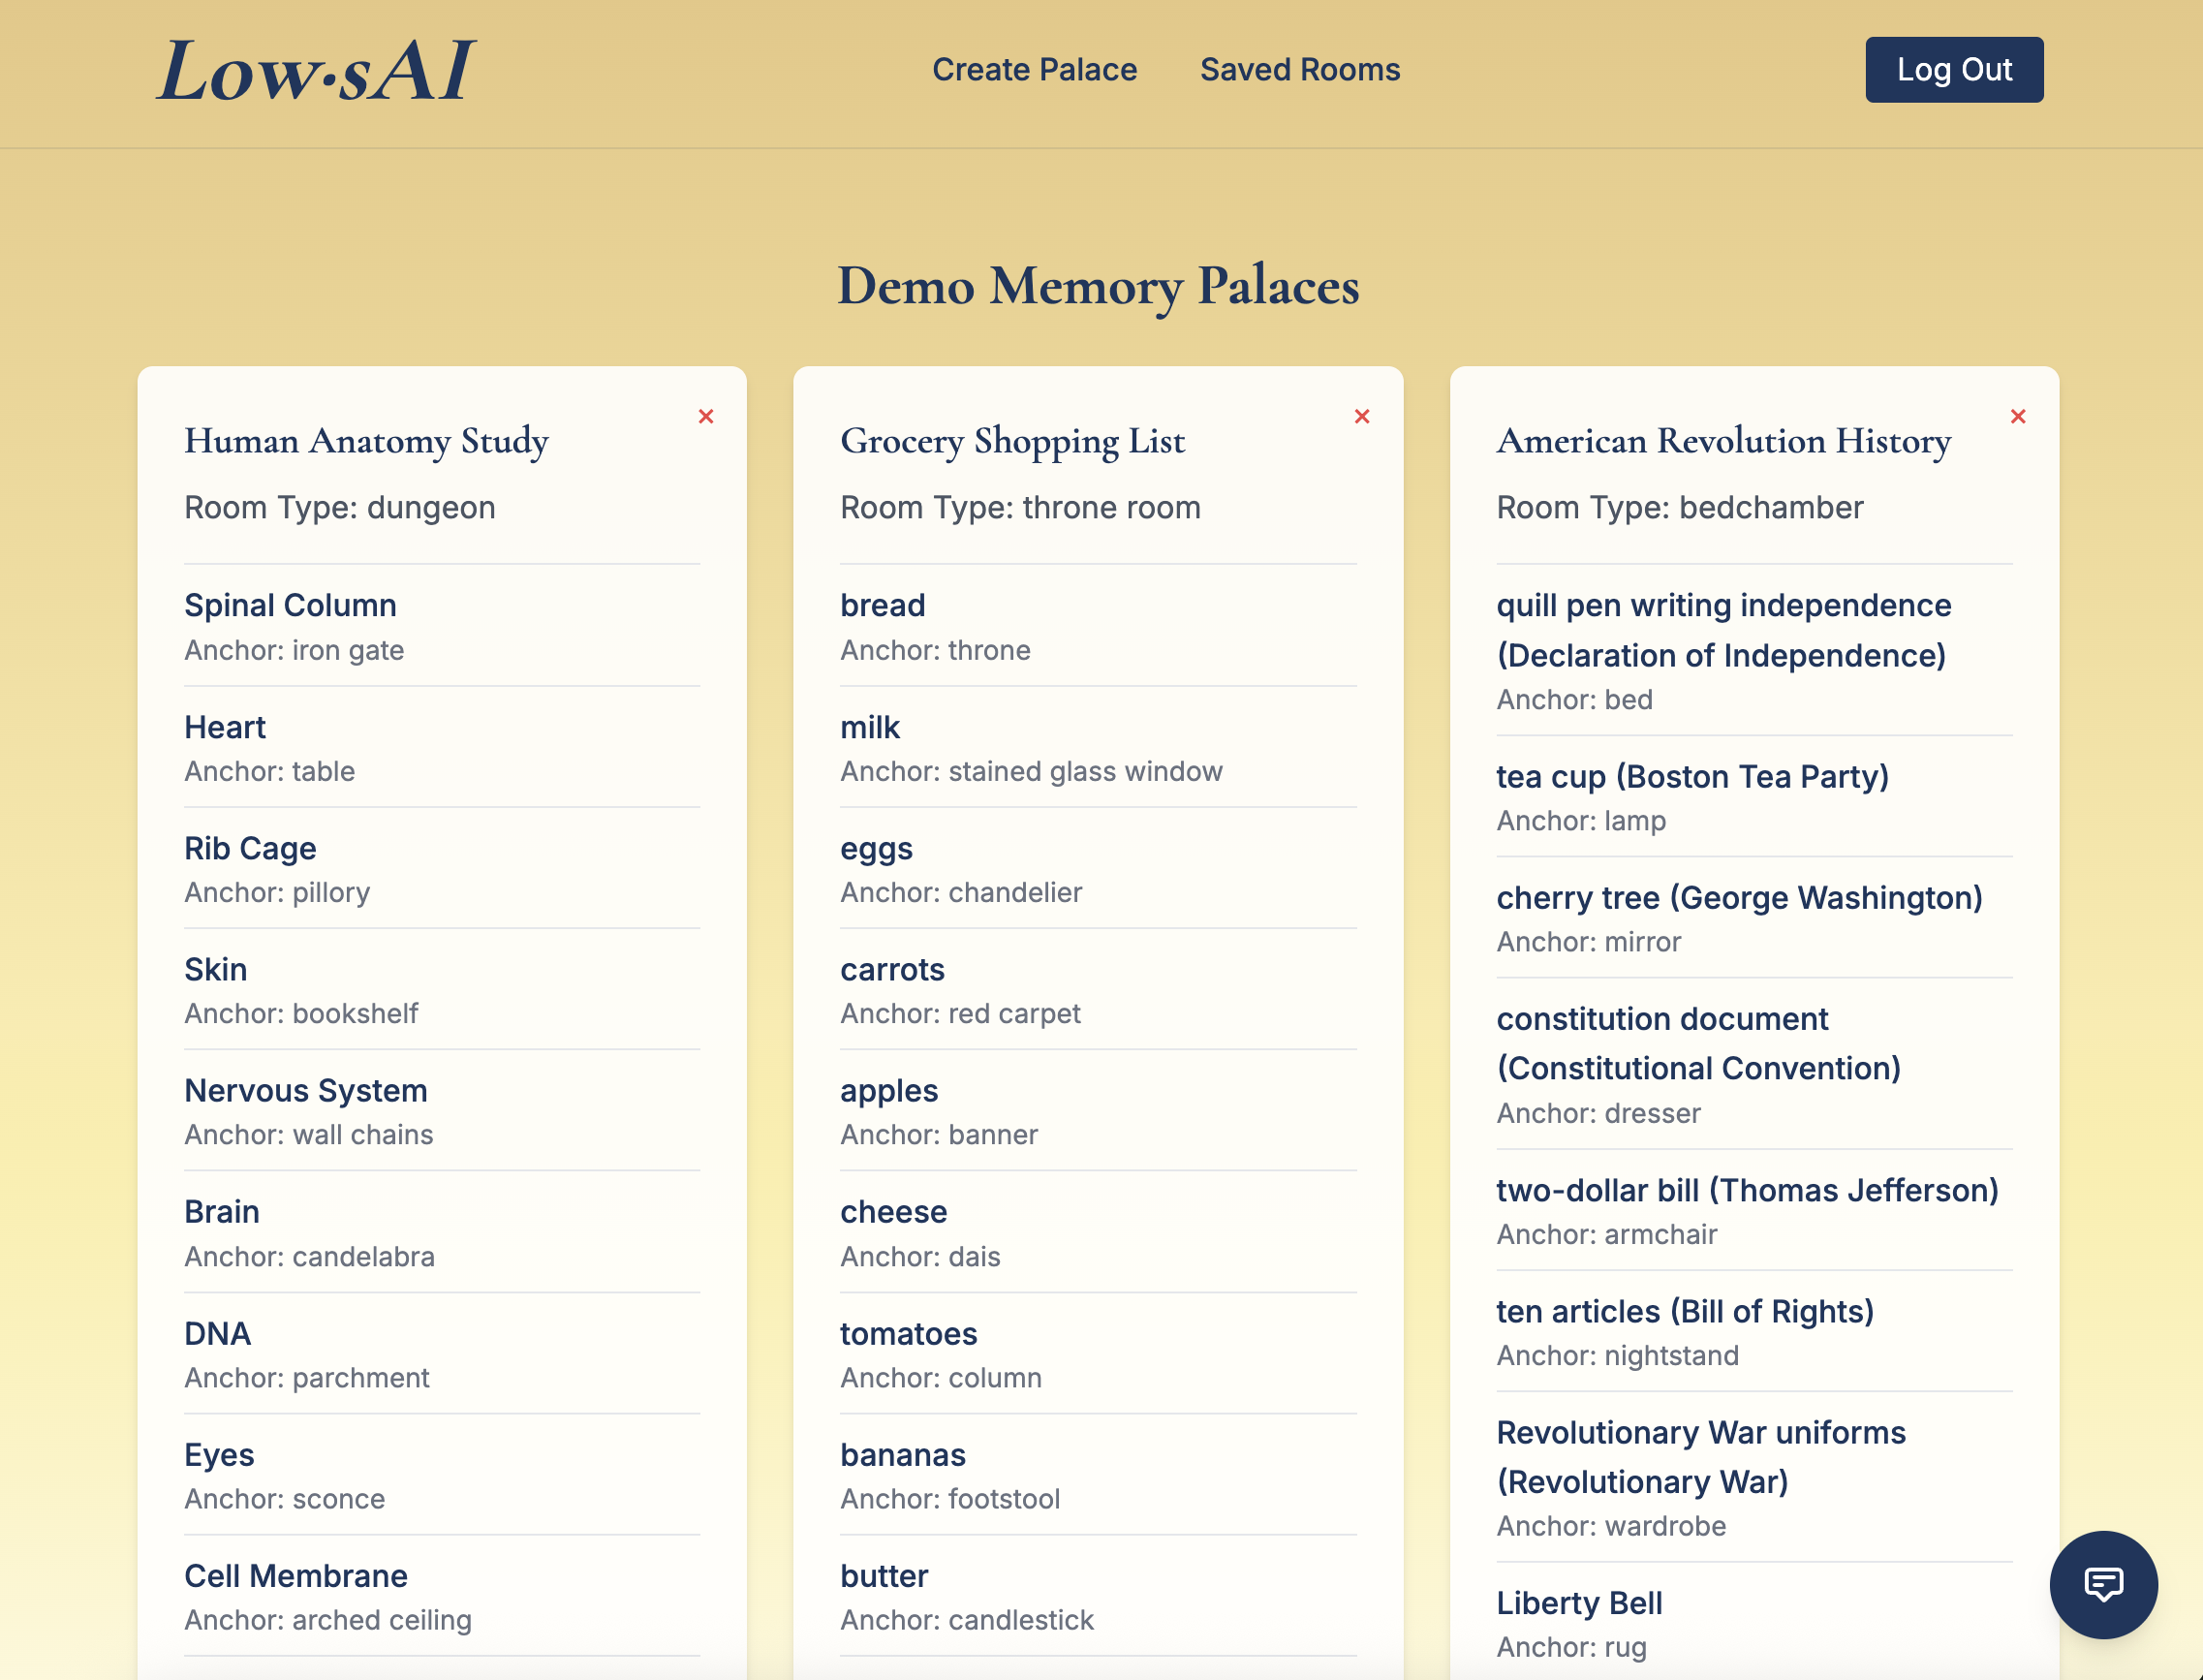 Low·sAI
Create Palace
Saved Rooms
Log Out
Demo Memory Palaces
Human Anatomy Study
Room Type: dungeon
Spinal Column
Anchor: iron gate
Heart
Anchor: table
Rib Cage
Anchor: pillory
Skin
Anchor: bookshelf
Nervous System
Anchor: wall chains
Brain
Anchor: candelabra
DNA
Anchor: parchment
Eyes
Anchor: sconce
Cell Membrane
Anchor: arched ceiling
Grocery Shopping List
Room Type: throne room
bread
Anchor: throne
milk
Anchor: stained glass window
eggs
Anchor: chandelier
carrots
Anchor: red carpet
apples
Anchor: banner
cheese
Anchor: dais
tomatoes
Anchor: column
bananas
Anchor: footstool
butter
Anchor: candlestick
American Revolution History
Room Type: bedchamber
quill pen writing independence
(Declaration of Independence)
Anchor: bed
tea cup (Boston Tea Party)
Anchor: lamp
cherry tree (George Washington)
Anchor: mirror
constitution document
(Constitutional Convention)
Anchor: dresser
two-dollar bill (Thomas Jefferson)
Anchor: armchair
ten articles (Bill of Rights)
Anchor: nightstand
Revolutionary War uniforms
(Revolutionary War)
Anchor: wardrobe
Liberty Bell
Anchor: rug